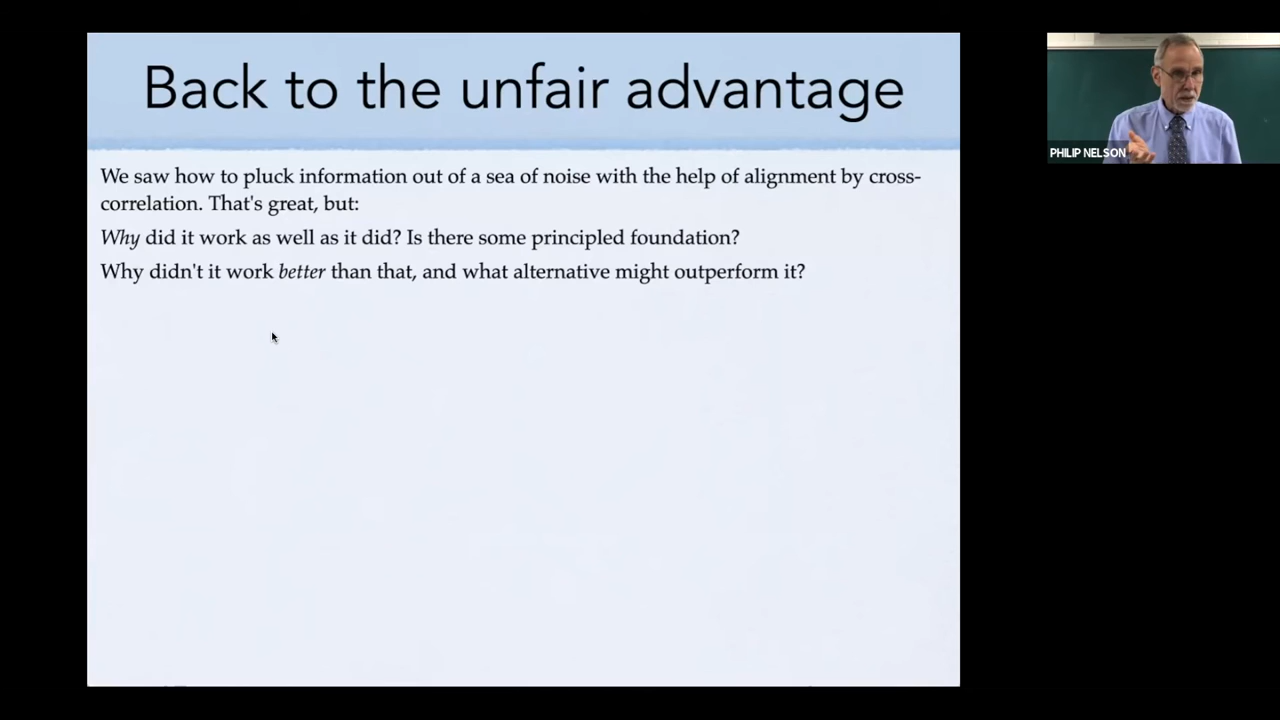 Back to the unfair advantage
We saw how to pluck information out of a sea of noise with the help of alignment by cross-
correlation. That's great, but:
Why did it work as well as it did? Is there some principled foundation?
Why didn't it work better than that, and what alternative might outperform it?
PHILIP NELSON